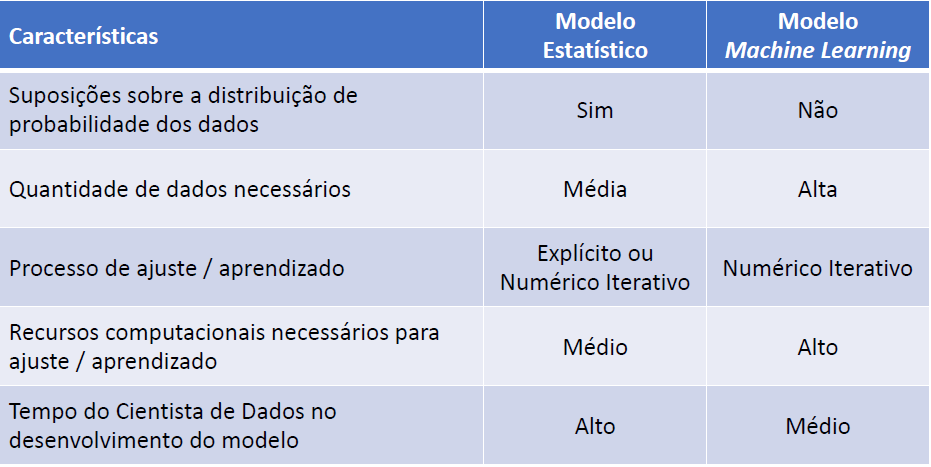 Características
Modelo
Estatístico
Modelo
Machine Learning
Suposições sobre a distribuição de
probabilidade dos dados
Sim
Não
Quantidade de dados necessários
Média
Alta
Processo de ajuste / aprendizado
Explícito ou
Numérico Iterativo
Numérico Iterativo
Recursos computacionais necessários para
ajuste / aprendizado
Médio
Alto
Tempo do Cientista de Dados no
desenvolvimento do modelo
Alto
Médio